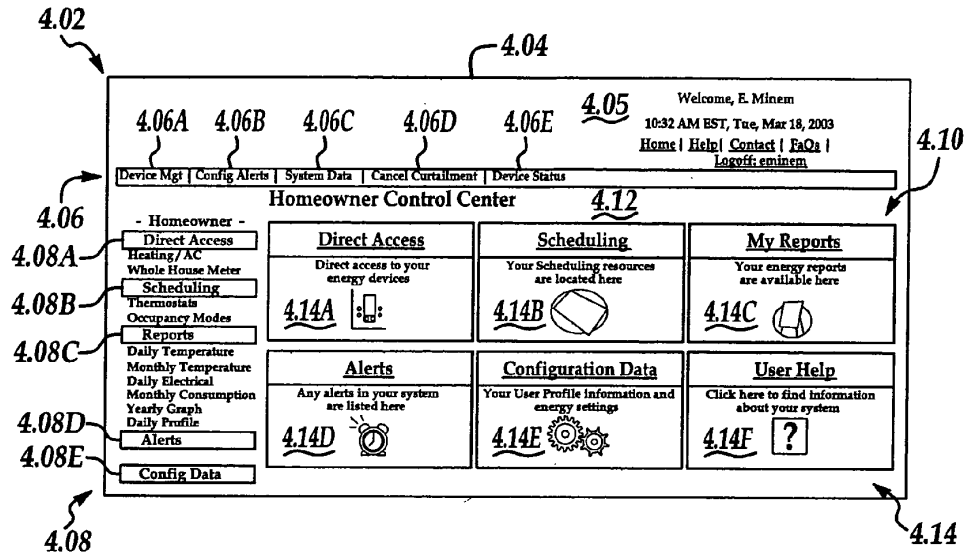 4.02
4.04
4.05
Welcome, E. Minem
10:32 AM EST, Tue, Mar 18, 2003
Home | Help | Contact | FaQs |
Logoff: eminem
4.10
4.06A 4.06B 4.06C 4.06D 4.06E
4.06
Device Mgt | Config Alerts | System Data | Cancel Curtailment | Device Status
Homeowner Control Center
4.12
- Homeowner -
4.08A
Direct Access
Heating/AC
Whole House Meter
4.08B
Scheduling
Thermostats
Occupancy Modes
4.08C
Reports
Daily Temperature
Monthly Temperature
Daily Electrical
Monthly Consumption
Yearly Graph
Daily Profile
4.08D
Alerts
4.08E
Config Data
4.08
Direct Access
Direct access to your
energy devices
4.14A
Scheduling
Your Scheduling resources
are located here
4.14B
My Reports
Your energy reports
are available here
4.14C
Alerts
Any alerts in your system
are listed here
4.14D
Configuration Data
Your User Profile information and
energy settings
4.14E
User Help
Click here to find information
about your system
4.14F
?
4.14